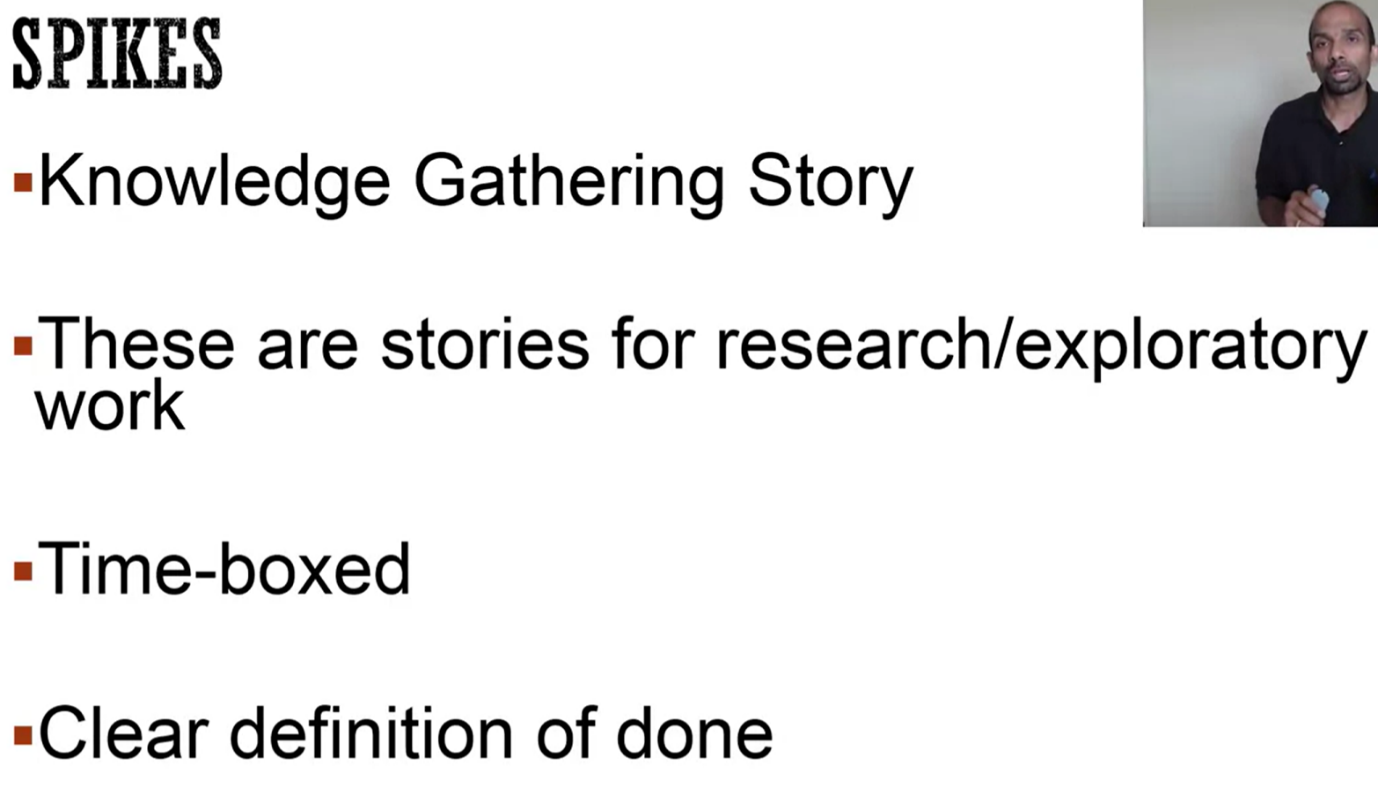 SPIKES
▪Knowledge Gathering Story
▪These are stories for research/exploratory
work
▪Time-boxed
▪Clear definition of done